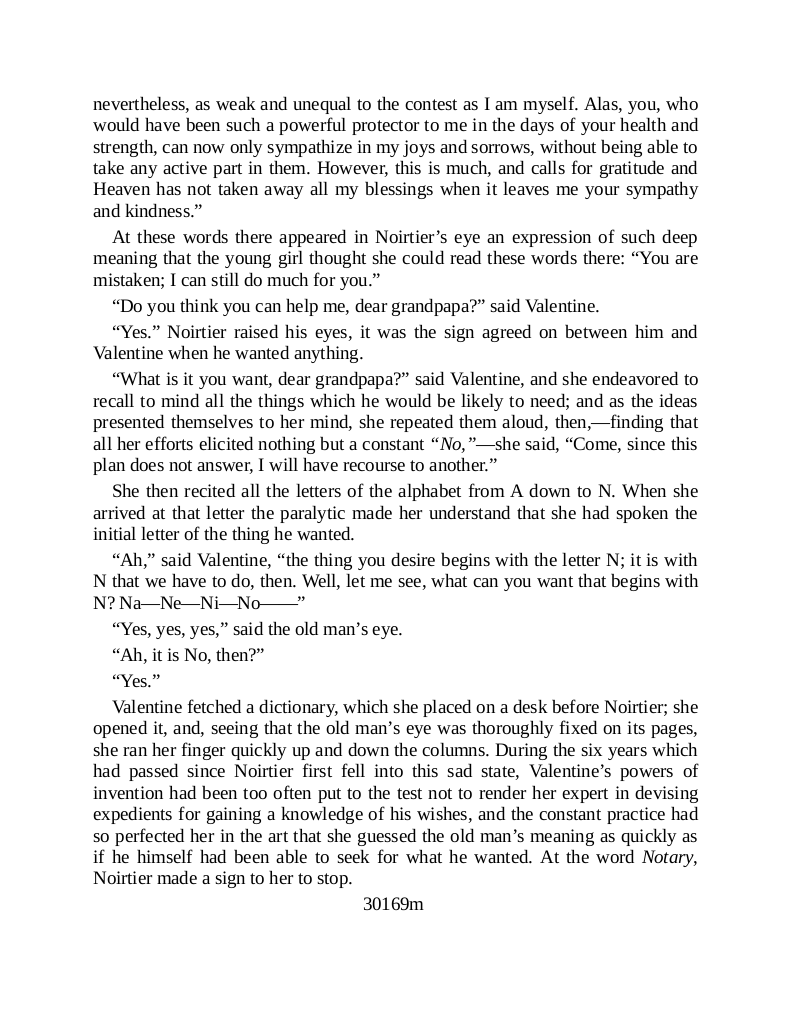 nevertheless, as weak and unequal to the contest as I am myself. Alas, you, who
would have been such a powerful protector to me in the days of your health and
strength, can now only sympathize in my joys and sorrows, without being able to
take any active part in them. However, this is much, and calls for gratitude and
Heaven has not taken away all my blessings when it leaves me your sympathy
and kindness.”
At these words there appeared in Noirtier’s eye an expression of such deep
meaning that the young girl thought she could read these words there: “You are
mistaken; I can still do much for you.”
“Do you think you can help me, dear grandpapa?” said Valentine.
“Yes.” Noirtier raised his eyes, it was the sign agreed on between him and
Valentine when he wanted anything.
“What is it you want, dear grandpapa?” said Valentine, and she endeavored to
recall to mind all the things which he would be likely to need; and as the ideas
presented themselves to her mind, she repeated them aloud, then,—finding that
all her efforts elicited nothing but a constant “No,”—she said, “Come, since this
plan does not answer, I will have recourse to another.”
She then recited all the letters of the alphabet from A down to N. When she
arrived at that letter the paralytic made her understand that she had spoken the
initial letter of the thing he wanted.
“Ah,” said Valentine, “the thing you desire begins with the letter N; it is with
N that we have to do, then. Well, let me see, what can you want that begins with
N? Na—Ne—Ni—No——”
“Yes, yes, yes,” said the old man’s eye.
“Ah, it is No, then?”
“Yes.”
Valentine fetched a dictionary, which she placed on a desk before Noirtier; she
opened it, and, seeing that the old man’s eye was thoroughly fixed on its pages,
she ran her finger quickly up and down the columns. During the six years which
had passed since Noirtier first fell into this sad state, Valentine’s powers of
invention had been too often put to the test not to render her expert in devising
expedients for gaining a knowledge of his wishes, and the constant practice had
so perfected her in the art that she guessed the old man’s meaning as quickly as
if he himself had been able to seek for what he wanted. At the word Notary,
Noirtier made a sign to her to stop.
30169m